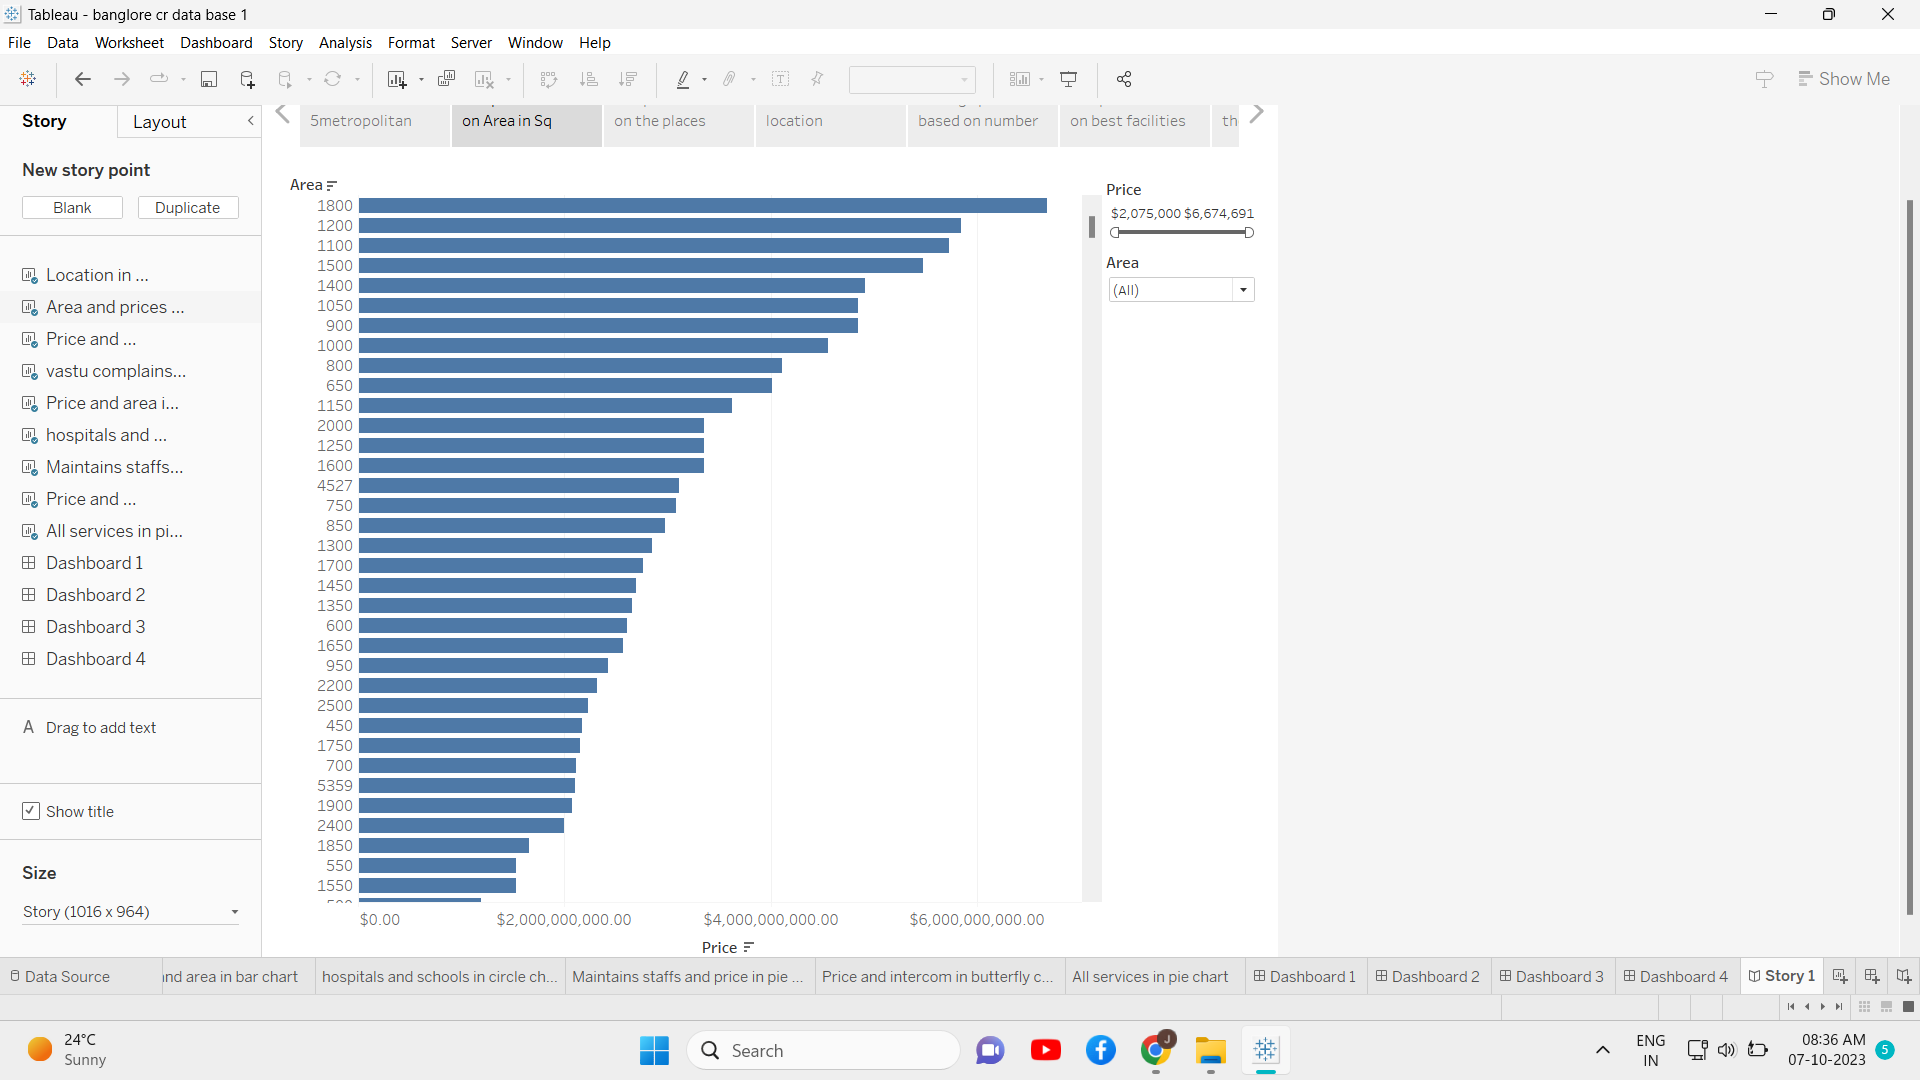 Tableau - banglore cr data base 1
File Data Worksheet Dashboard Story Analysis Format Server Window Help
Show Me
Story Layout
5metropolitan
on Area in Sq
on the places
location
based on number
on best facilities
th
New story point
Blank Duplicate
Location in ...
Area and prices ...
Price and ...
vastu complains...
Price and area i...
hospitals and ...
Maintains staffs...
Price and ...
All services in pi...
Dashboard 1
Dashboard 2
Dashboard 3
Dashboard 4
A Drag to add text
Show title
Size
Story (1016 x 964)
Area
1800
1200
1100
1500
1400
1050
900
1000
800
650
1150
2000
1250
1600
4527
750
850
1300
1700
1450
1350
600
1650
950
2200
2500
450
1750
700
5359
1900
2400
1850
550
1550
$0.00 $2,000,000,000.00 $4,000,000,000.00 $6,000,000,000.00
Price
Price
$2,075,000 $6,674,691
Area
(All)
Data Source
nd area in bar chart
hospitals and schools in circle ch...
Maintains staffs and price in pie ...
Price and intercom in butterfly c...
All services in pie chart
Dashboard 1
Dashboard 2
Dashboard 3
Dashboard 4
Story 1
24°C
Sunny
Search
J
ENG
IN
08:36 AM
07-10-2023
5